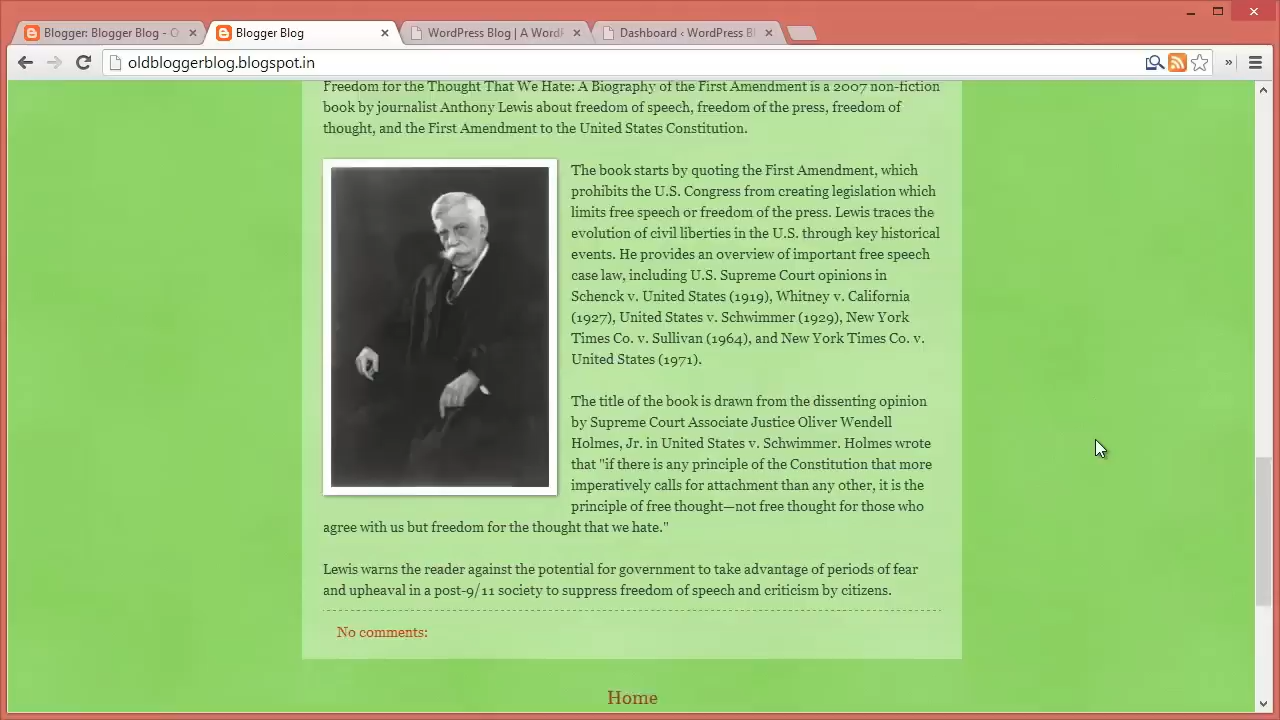 Blogger: Blogger Blog - O
Blogger Blog
WordPress Blog | A WordP
Dashboard ‹ WordPress Bl
oldbloggerblog.blogspot.in
Freedom for the Thought That We Hate: A Biography of the First Amendment is a 2007 non-fiction
book by journalist Anthony Lewis about freedom of speech, freedom of the press, freedom of
thought, and the First Amendment to the United States Constitution.
The book starts by quoting the First Amendment, which
prohibits the U.S. Congress from creating legislation which
limits free speech or freedom of the press. Lewis traces the
evolution of civil liberties in the U.S. through key historical
events. He provides an overview of important free speech
case law, including U.S. Supreme Court opinions in
Schenck v. United States (1919), Whitney v. California
(1927), United States v. Schwimmer (1929), New York
Times Co. v. Sullivan (1964), and New York Times Co. v.
United States (1971).
The title of the book is drawn from the dissenting opinion
by Supreme Court Associate Justice Oliver Wendell
Holmes, Jr. in United States v. Schwimmer. Holmes wrote
that "if there is any principle of the Constitution that more
imperatively calls for attachment than any other, it is the
principle of free thought—not free thought for those who
agree with us but freedom for the thought that we hate."
Lewis warns the reader against the potential for government to take advantage of periods of fear
and upheaval in a post-9/11 society to suppress freedom of speech and criticism by citizens.
No comments:
Home